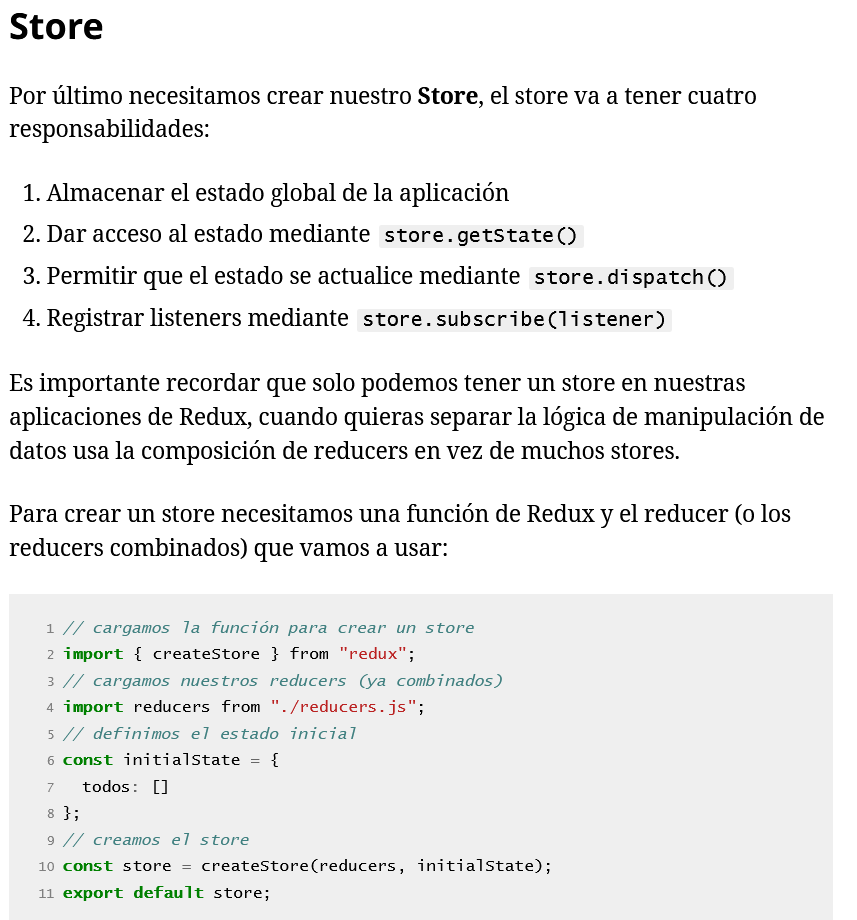 Store
Por último necesitamos crear nuestro Store, el store va a tener cuatro
responsabilidades:
1. Almacenar el estado global de la aplicación
2. Dar acceso al estado mediante store.getState()
3. Permitir que el estado se actualice mediante store.dispatch()
4. Registrar listeners mediante store.subscribe(listener)
Es importante recordar que solo podemos tener un store en nuestras
aplicaciones de Redux, cuando quieras separar la lógica de manipulación de
datos usa la composición de reducers en vez de muchos stores.
Para crear un store necesitamos una función de Redux y el reducer (o los
reducers combinados) que vamos a usar:
1 // cargamos la función para crear un store
2 import { createStore } from "redux";
3 // cargamos nuestros reducers (ya combinados)
4 import reducers from "./reducers.js";
5 // definimos el estado inicial
6 const initialState = {
7   todos: []
8 };
9 // creamos el store
10 const store = createStore(reducers, initialState);
11 export default store;